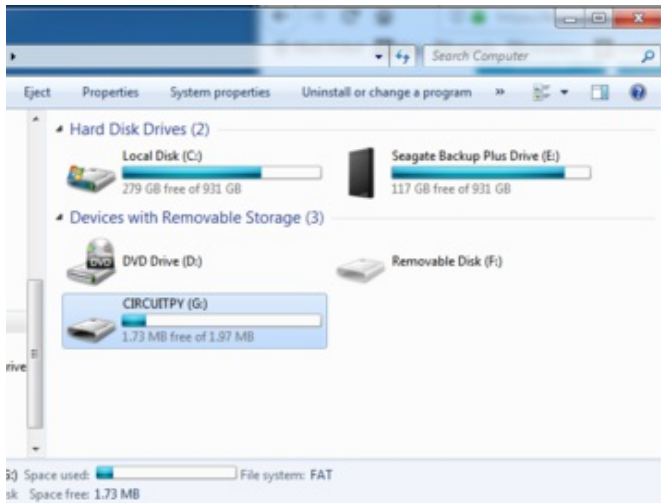 Search Computer
Eject Properties System properties Uninstall or change a program »
Hard Disk Drives (2)
Local Disk (C:)
279 GB free of 931 GB
Seagate Backup Plus Drive (E:)
117 GB free of 931 GB
Devices with Removable Storage (3)
DVD
DVD Drive (D:)
Removable Disk (F:)
CIRCUITPY (G:)
1.73 MB free of 1.97 MB
rive
G:) Space used: File system: FAT
sk Space free: 1.73 MB